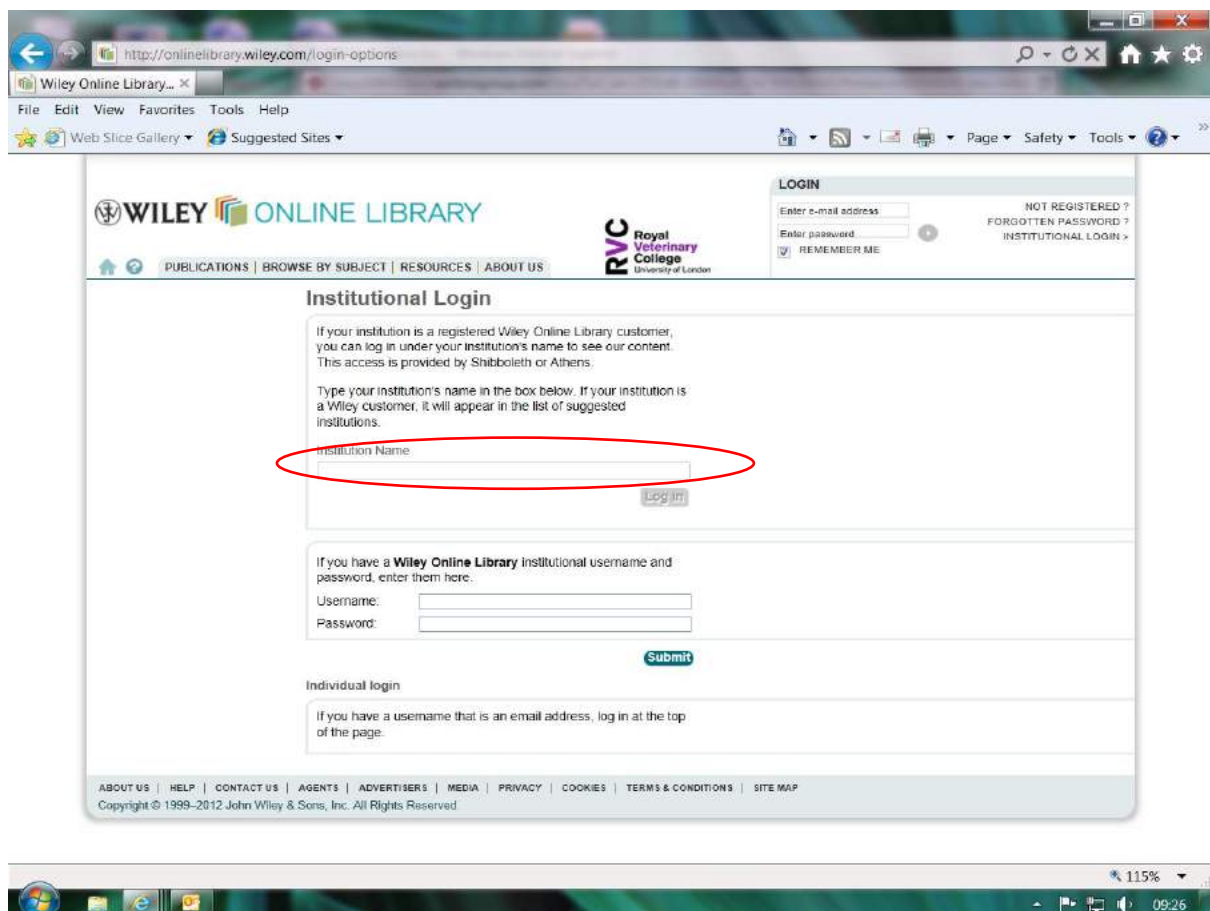 http://onlinelibrary.wiley.com/login-options
Wiley Online Library...
File Edit View Favorites Tools Help
Web Slice Gallery Suggested Sites
Page Safety Tools
WILEY ONLINE LIBRARY
RVC Royal Veterinary College University of London
LOGIN
Enter e-mail address
Enter password
REMEMBER ME
NOT REGISTERED ?
FORGOTTEN PASSWORD ?
INSTITUTIONAL LOGIN >
PUBLICATIONS | BROWSE BY SUBJECT | RESOURCES | ABOUT US
Institutional Login
If your institution is a registered Wiley Online Library customer,
you can log in under your institution's name to see our content.
This access is provided by Shibboleth or Athens.
Type your institution's name in the box below. If your institution is
a Wiley customer, it will appear in the list of suggested
institutions.
Institution Name
Log in
If you have a Wiley Online Library institutional username and
password, enter them here.
Username:
Password:
Submit
Individual login
If you have a username that is an email address, log in at the top
of the page.
ABOUT US | HELP | CONTACT US | AGENTS | ADVERTISERS | MEDIA | PRIVACY | COOKIES | TERMS & CONDITIONS | SITE MAP
Copyright © 1999–2012 John Wiley & Sons, Inc. All Rights Reserved.
115%
09:26